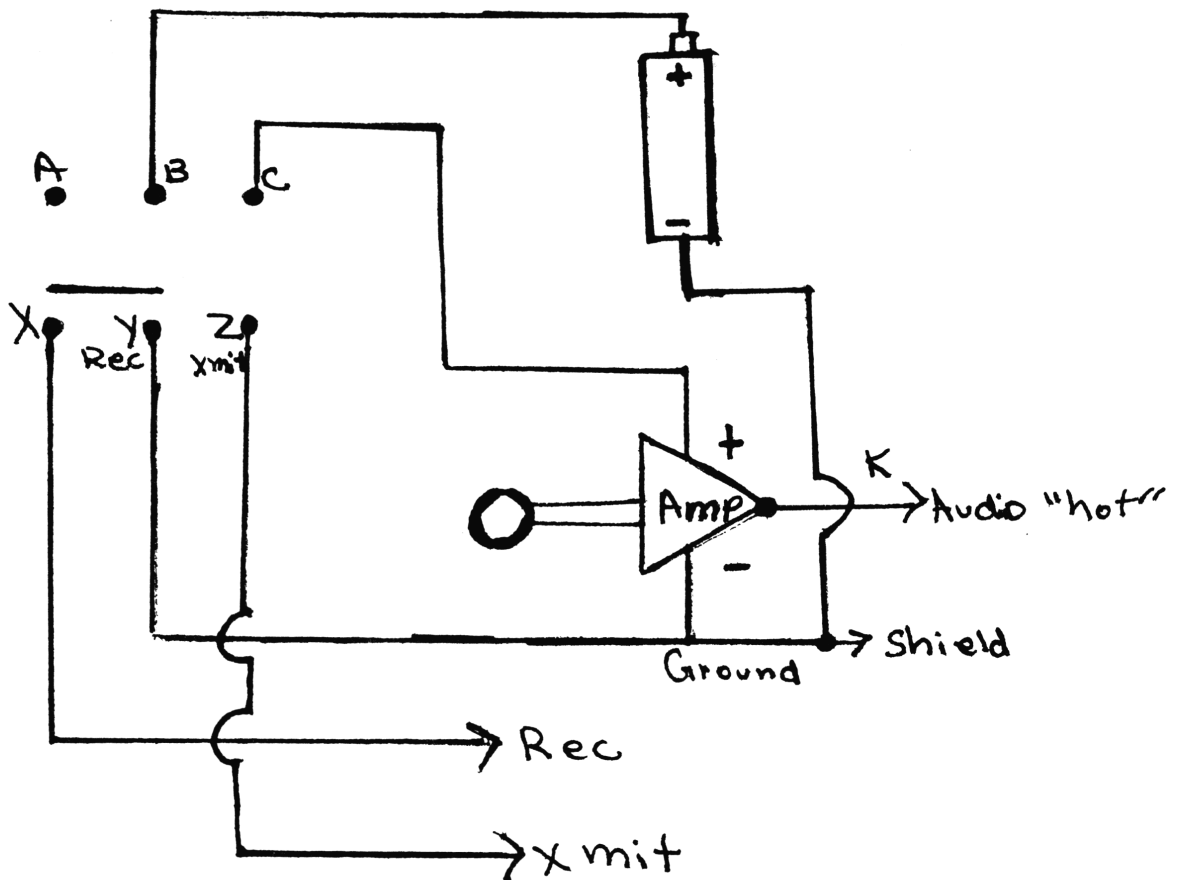 +
A B C
−
X Y Z
Rec xmit
+
K
Amp
Audio "hot"
−
Shield
Ground
Rec
Xmit